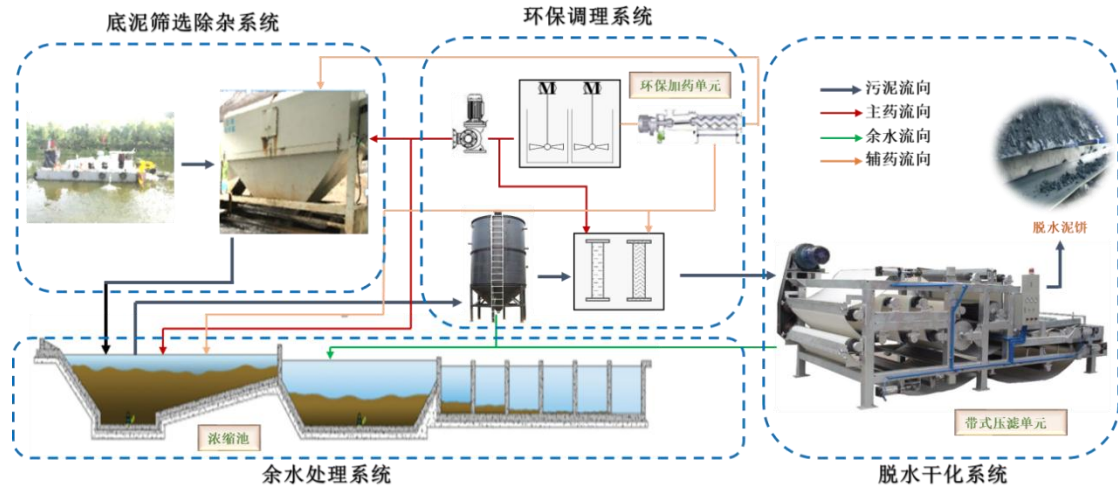 环保调理系统
底泥筛选除杂系统
环保加药单元
M
M
污泥流向
主药流向
余水流向
辅药流向
脱水泥饼
浓缩池
带式压滤单元
余水处理系统
脱水干化系统